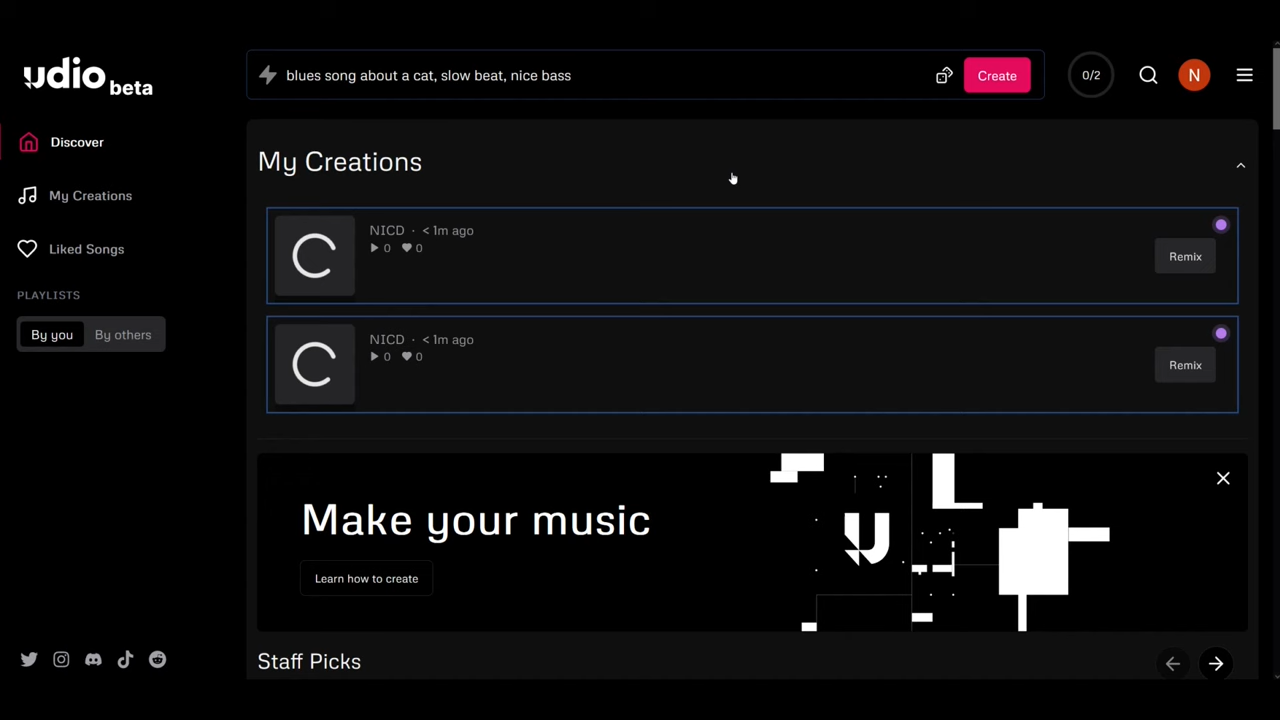 udio beta
blues song about a cat, slow beat, nice bass
Create
0/2
N
Discover
My Creations
Liked Songs
PLAYLISTS
By you
By others
My Creations
NICD · < 1m ago
0 0
Remix
NICD · < 1m ago
0 0
Remix
Make your music
Learn how to create
Staff Picks